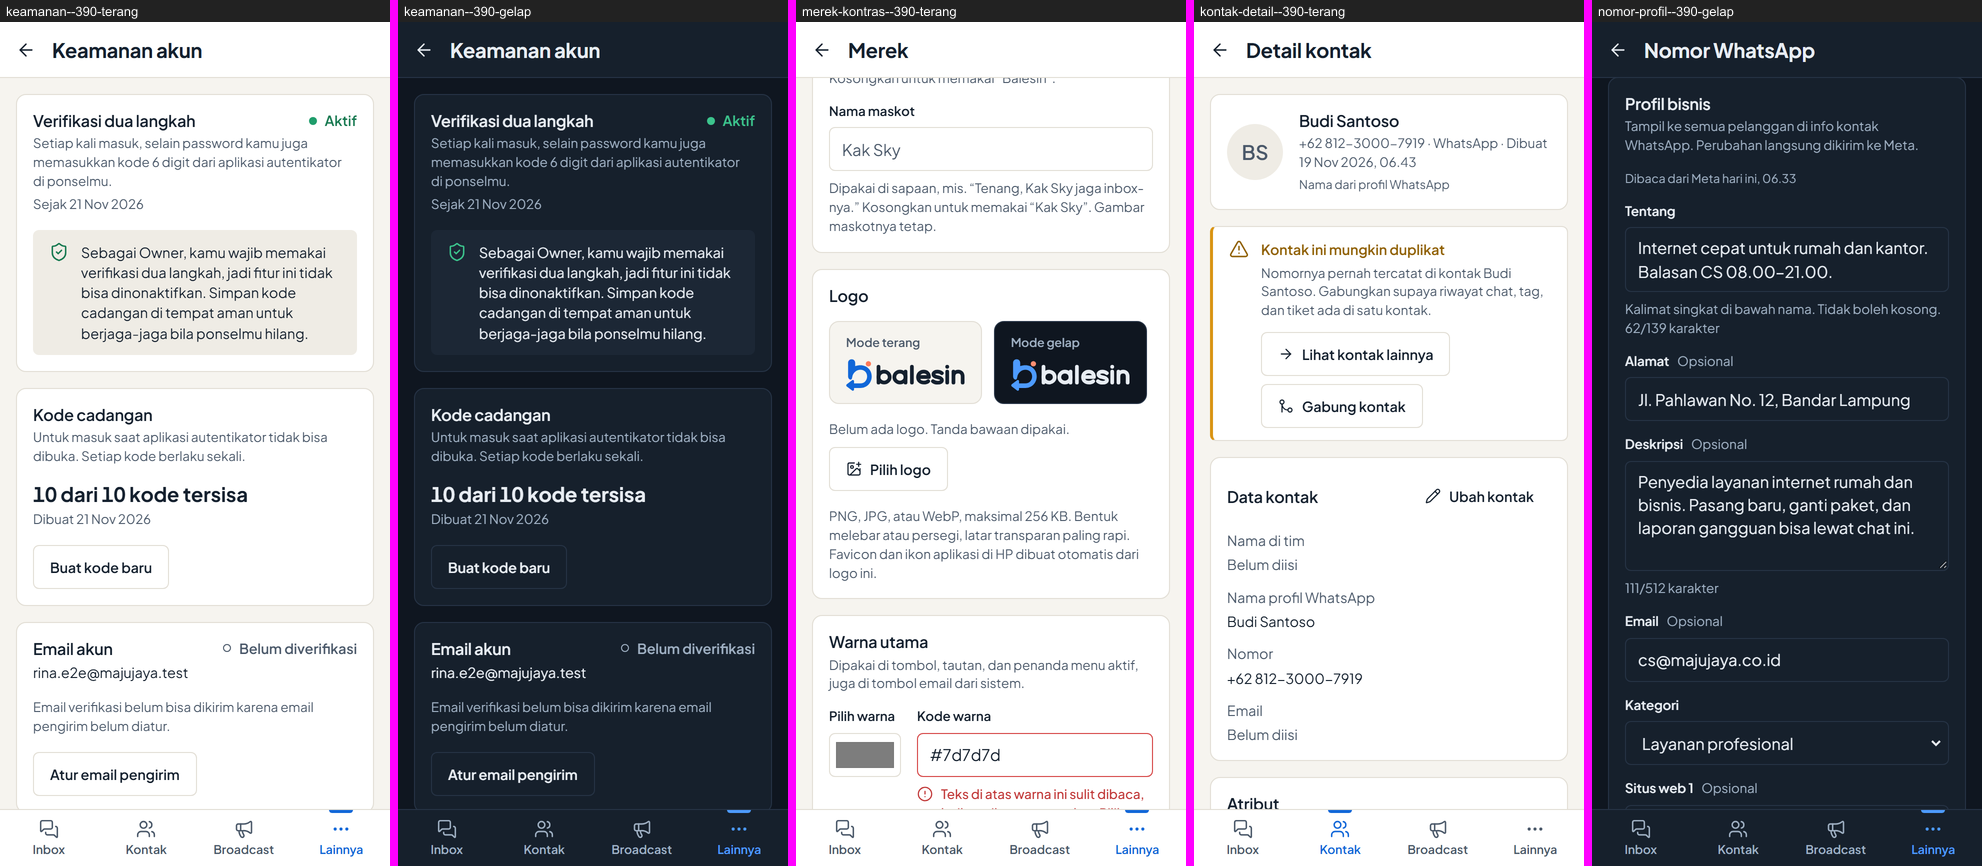 keamanan--390-terang
Keamanan akun
Verifikasi dua langkah
Aktif
Setiap kali masuk, selain password kamu juga
memasukkan kode 6 digit dari aplikasi autentikator
di ponselmu.
Sejak 21 Nov 2026
Sebagai Owner, kamu wajib memakai
verifikasi dua langkah, jadi fitur ini tidak
bisa dinonaktifkan. Simpan kode
cadangan di tempat aman untuk
berjaga-jaga bila ponselmu hilang.
Kode cadangan
Untuk masuk saat aplikasi autentikator tidak bisa
dibuka. Setiap kode berlaku sekali.
10 dari 10 kode tersisa
Dibuat 21 Nov 2026
Buat kode baru
Email akun
Belum diverifikasi
rina.e2e@majujaya.test
Email verifikasi belum bisa dikirim karena email
pengirim belum diatur.
Atur email pengirim
Inbox
Kontak
Broadcast
Lainnya
keamanan--390-gelap
Keamanan akun
Verifikasi dua langkah
Aktif
Setiap kali masuk, selain password kamu juga
memasukkan kode 6 digit dari aplikasi autentikator
di ponselmu.
Sejak 21 Nov 2026
Sebagai Owner, kamu wajib memakai
verifikasi dua langkah, jadi fitur ini tidak
bisa dinonaktifkan. Simpan kode
cadangan di tempat aman untuk
berjaga-jaga bila ponselmu hilang.
Kode cadangan
Untuk masuk saat aplikasi autentikator tidak bisa
dibuka. Setiap kode berlaku sekali.
10 dari 10 kode tersisa
Dibuat 21 Nov 2026
Buat kode baru
Email akun
Belum diverifikasi
rina.e2e@majujaya.test
Email verifikasi belum bisa dikirim karena email
pengirim belum diatur.
Atur email pengirim
Inbox
Kontak
Broadcast
Lainnya
merek-kontras--390-terang
Merek
Kosongkan untuk memakai "Balesin".
Nama maskot
Kak Sky
Dipakai di sapaan, mis. “Tenang, Kak Sky jaga inbox-
nya.” Kosongkan untuk memakai “Kak Sky”. Gambar
maskotnya tetap.
Logo
Mode terang
balesin
Mode gelap
balesin
Belum ada logo. Tanda bawaan dipakai.
Pilih logo
PNG, JPG, atau WebP, maksimal 256 KB. Bentuk
melebar atau persegi, latar transparan paling rapi.
Favicon dan ikon aplikasi di HP dibuat otomatis dari
logo ini.
Warna utama
Dipakai di tombol, tautan, dan penanda menu aktif,
juga di tombol email dari sistem.
Pilih warna
Kode warna
#7d7d7d
Teks di atas warna ini sulit dibaca,
Inbox
Kontak
Broadcast
Lainnya
kontak-detail--390-terang
Detail kontak
BS
Budi Santoso
+62 812-3000-7919 · WhatsApp · Dibuat
19 Nov 2026, 06.43
Nama dari profil WhatsApp
Kontak ini mungkin duplikat
Nomornya pernah tercatat di kontak Budi
Santoso. Gabungkan supaya riwayat chat, tag,
dan tiket ada di satu kontak.
Lihat kontak lainnya
Gabung kontak
Data kontak
Ubah kontak
Nama di tim
Belum diisi
Nama profil WhatsApp
Budi Santoso
Nomor
+62 812-3000-7919
Email
Belum diisi
Atribut
Inbox
Kontak
Broadcast
Lainnya
nomor-profil--390-gelap
Nomor WhatsApp
Profil bisnis
Tampil ke semua pelanggan di info kontak
WhatsApp. Perubahan langsung dikirim ke Meta.
Dibaca dari Meta hari ini, 06.33
Tentang
Internet cepat untuk rumah dan kantor.
Balasan CS 08.00–21.00.
Kalimat singkat di bawah nama. Tidak boleh kosong.
62/139 karakter
Alamat Opsional
Jl. Pahlawan No. 12, Bandar Lampung
Deskripsi Opsional
Penyedia layanan internet rumah dan
bisnis. Pasang baru, ganti paket, dan
laporan gangguan bisa lewat chat ini.
111/512 karakter
Email Opsional
cs@majujaya.co.id
Kategori
Layanan profesional
Situs web 1 Opsional
Inbox
Kontak
Broadcast
Lainnya